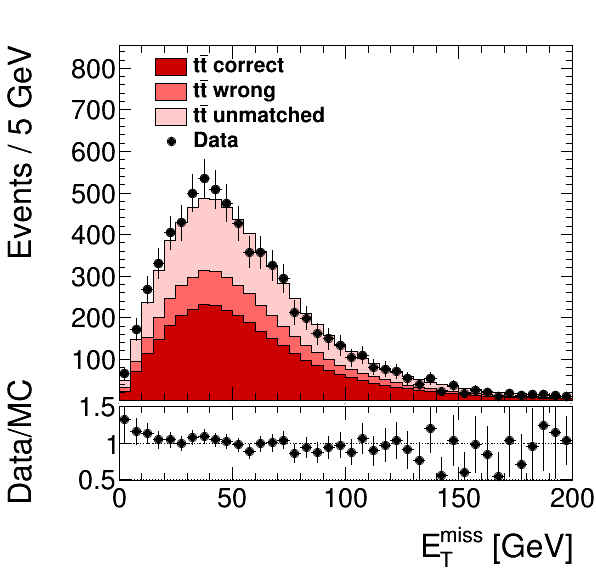 Events / 5 GeV
800
700
600
500
400
300
200
100
tt̄ correct
tt̄ wrong
tt̄ unmatched
Data
Data/MC
1.5
1
0.5
0 50 100 150 200
E_T^miss [GeV]